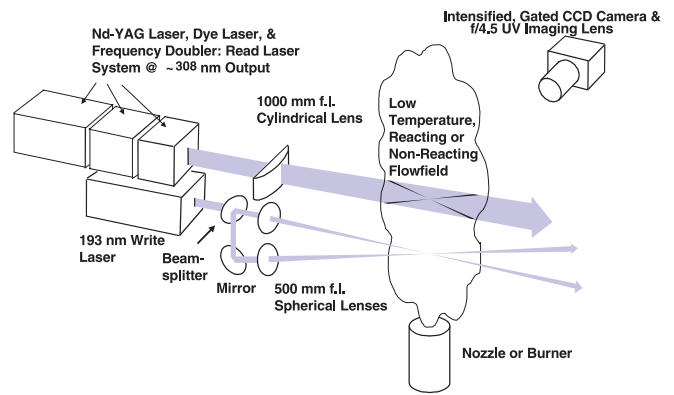 Intensified, Gated CCD Camera &
f/4.5 UV Imaging Lens
Nd-YAG Laser, Dye Laser, &
Frequency Doubler: Read Laser
System @ ~308 nm Output
1000 mm f.l.
Cylindrical Lens
Low
Temperature,
Reacting or
Non-Reacting
Flowfield
193 nm Write
Laser
Beam-
splitter
Mirror
500 mm f.l.
Spherical Lenses
Nozzle or Burner